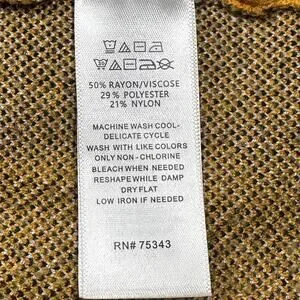 50% RAYON/VISCOSE
29% POLYESTER
21% NYLON
MACHINE WASH COOL-
DELICATE CYCLE
WASH WITH LIKE COLORS
ONLY NON-CHLORINE
BLEACH WHEN NEEDED
RESHAPE WHILE DAMP
DRY FLAT
LOW IRON IF NEEDED
RN# 75343